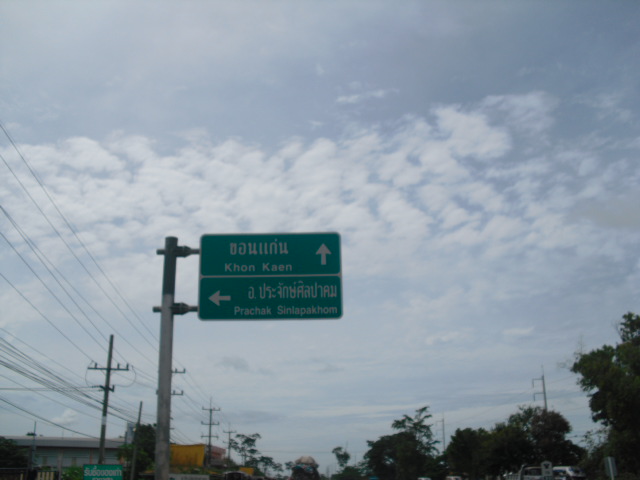 ขอนแก่น
Khon Kaen
อ.ประจักษ์ศิลปาคม
Prachak Sinlapakhom